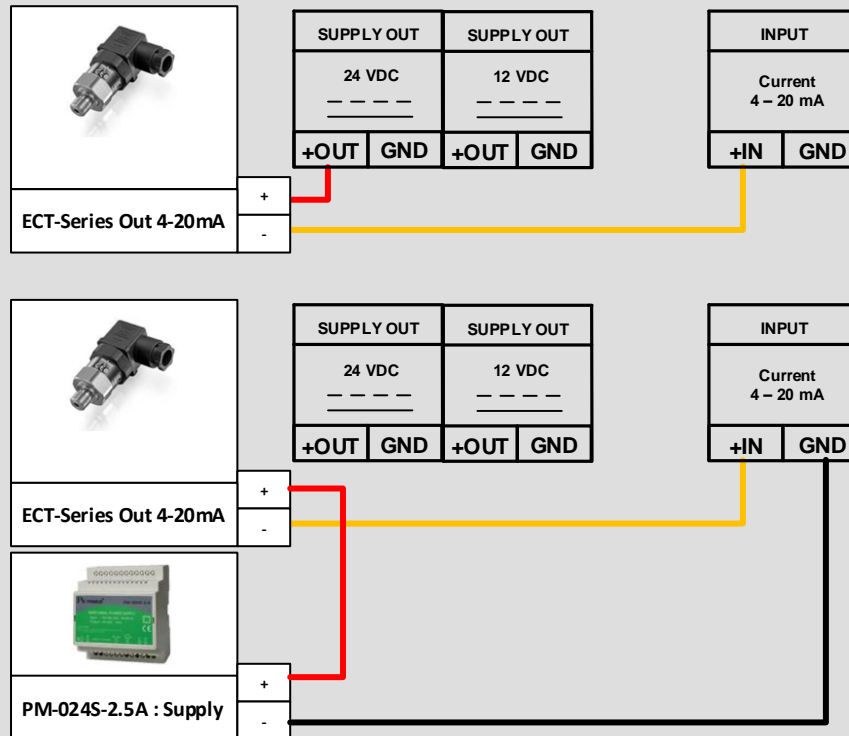 SUPPLY OUT
SUPPLY OUT
INPUT
24 VDC
12 VDC
Current
4 – 20 mA
+OUT
GND
+OUT
GND
+IN
GND
+
ECT-Series Out 4-20mA
-
SUPPLY OUT
SUPPLY OUT
INPUT
24 VDC
12 VDC
Current
4 – 20 mA
+OUT
GND
+OUT
GND
+IN
GND
+
ECT-Series Out 4-20mA
-
+
PM-024S-2.5A : Supply
-